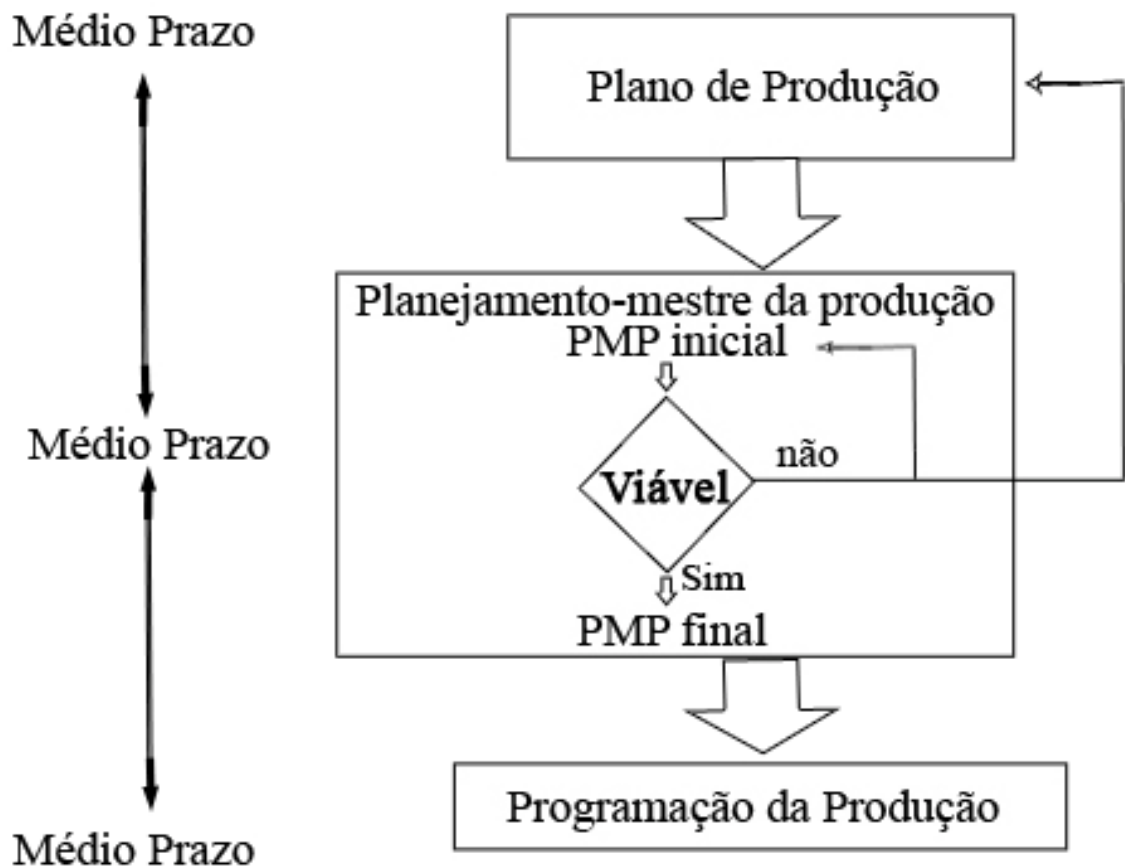 Médio Prazo
Plano de Produção
Planejamento-mestre da produção
PMP inicial
Médio Prazo
não
Viável
Sim
PMP final
Programação da Produção
Médio Prazo